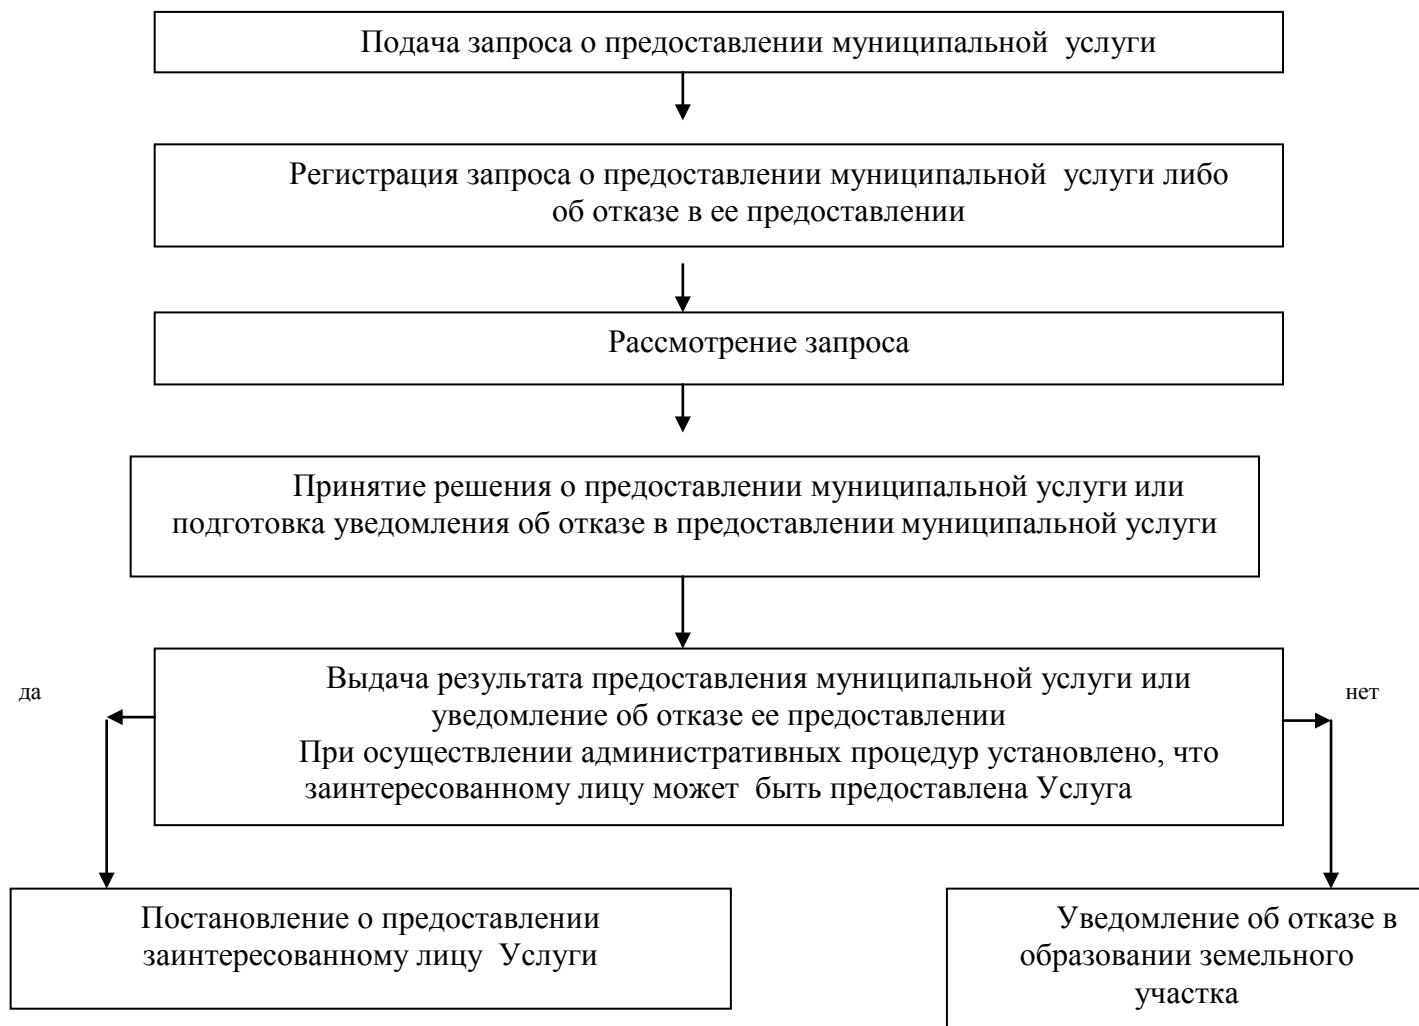 Подача запроса о предоставлении муниципальной услуги
Регистрация запроса о предоставлении муниципальной услуги либо
об отказе в ее предоставлении
Рассмотрение запроса
Принятие решения о предоставлении муниципальной услуги или
подготовка уведомления об отказе в предоставлении муниципальной услуги
Выдача результата предоставления муниципальной услуги или
уведомление об отказе ее предоставлении
При осуществлении административных процедур установлено, что
заинтересованному лицу может быть предоставлена Услуга
да
нет
Постановление о предоставлении
заинтересованному лицу Услуги
Уведомление об отказе в
образовании земельного
участка